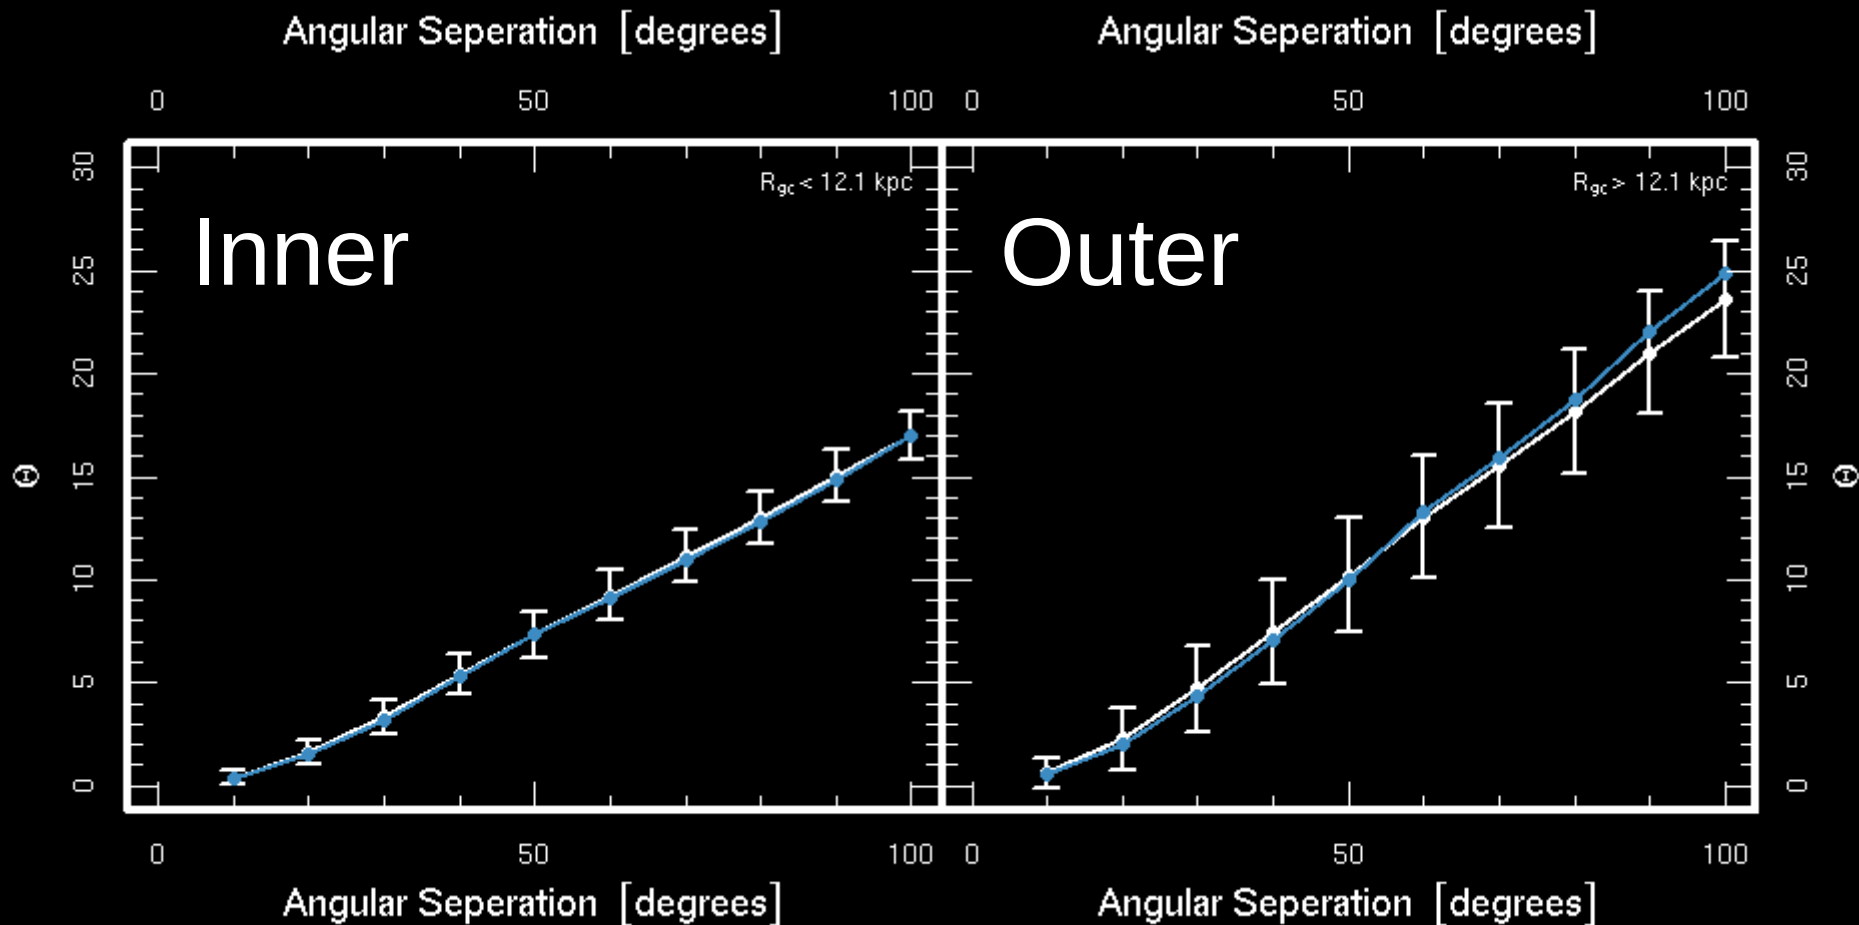 Angular Seperation [degrees] Angular Seperation [degrees]
0 50 100 0 50 100
R_gc < 12.1 kpc R_gc > 12.1 kpc
Inner Outer
30 30
25 25
20 20
15 15
10 10
5 5
0 0
Θ Θ
0 50 100 0 50 100
Angular Seperation [degrees] Angular Seperation [degrees]